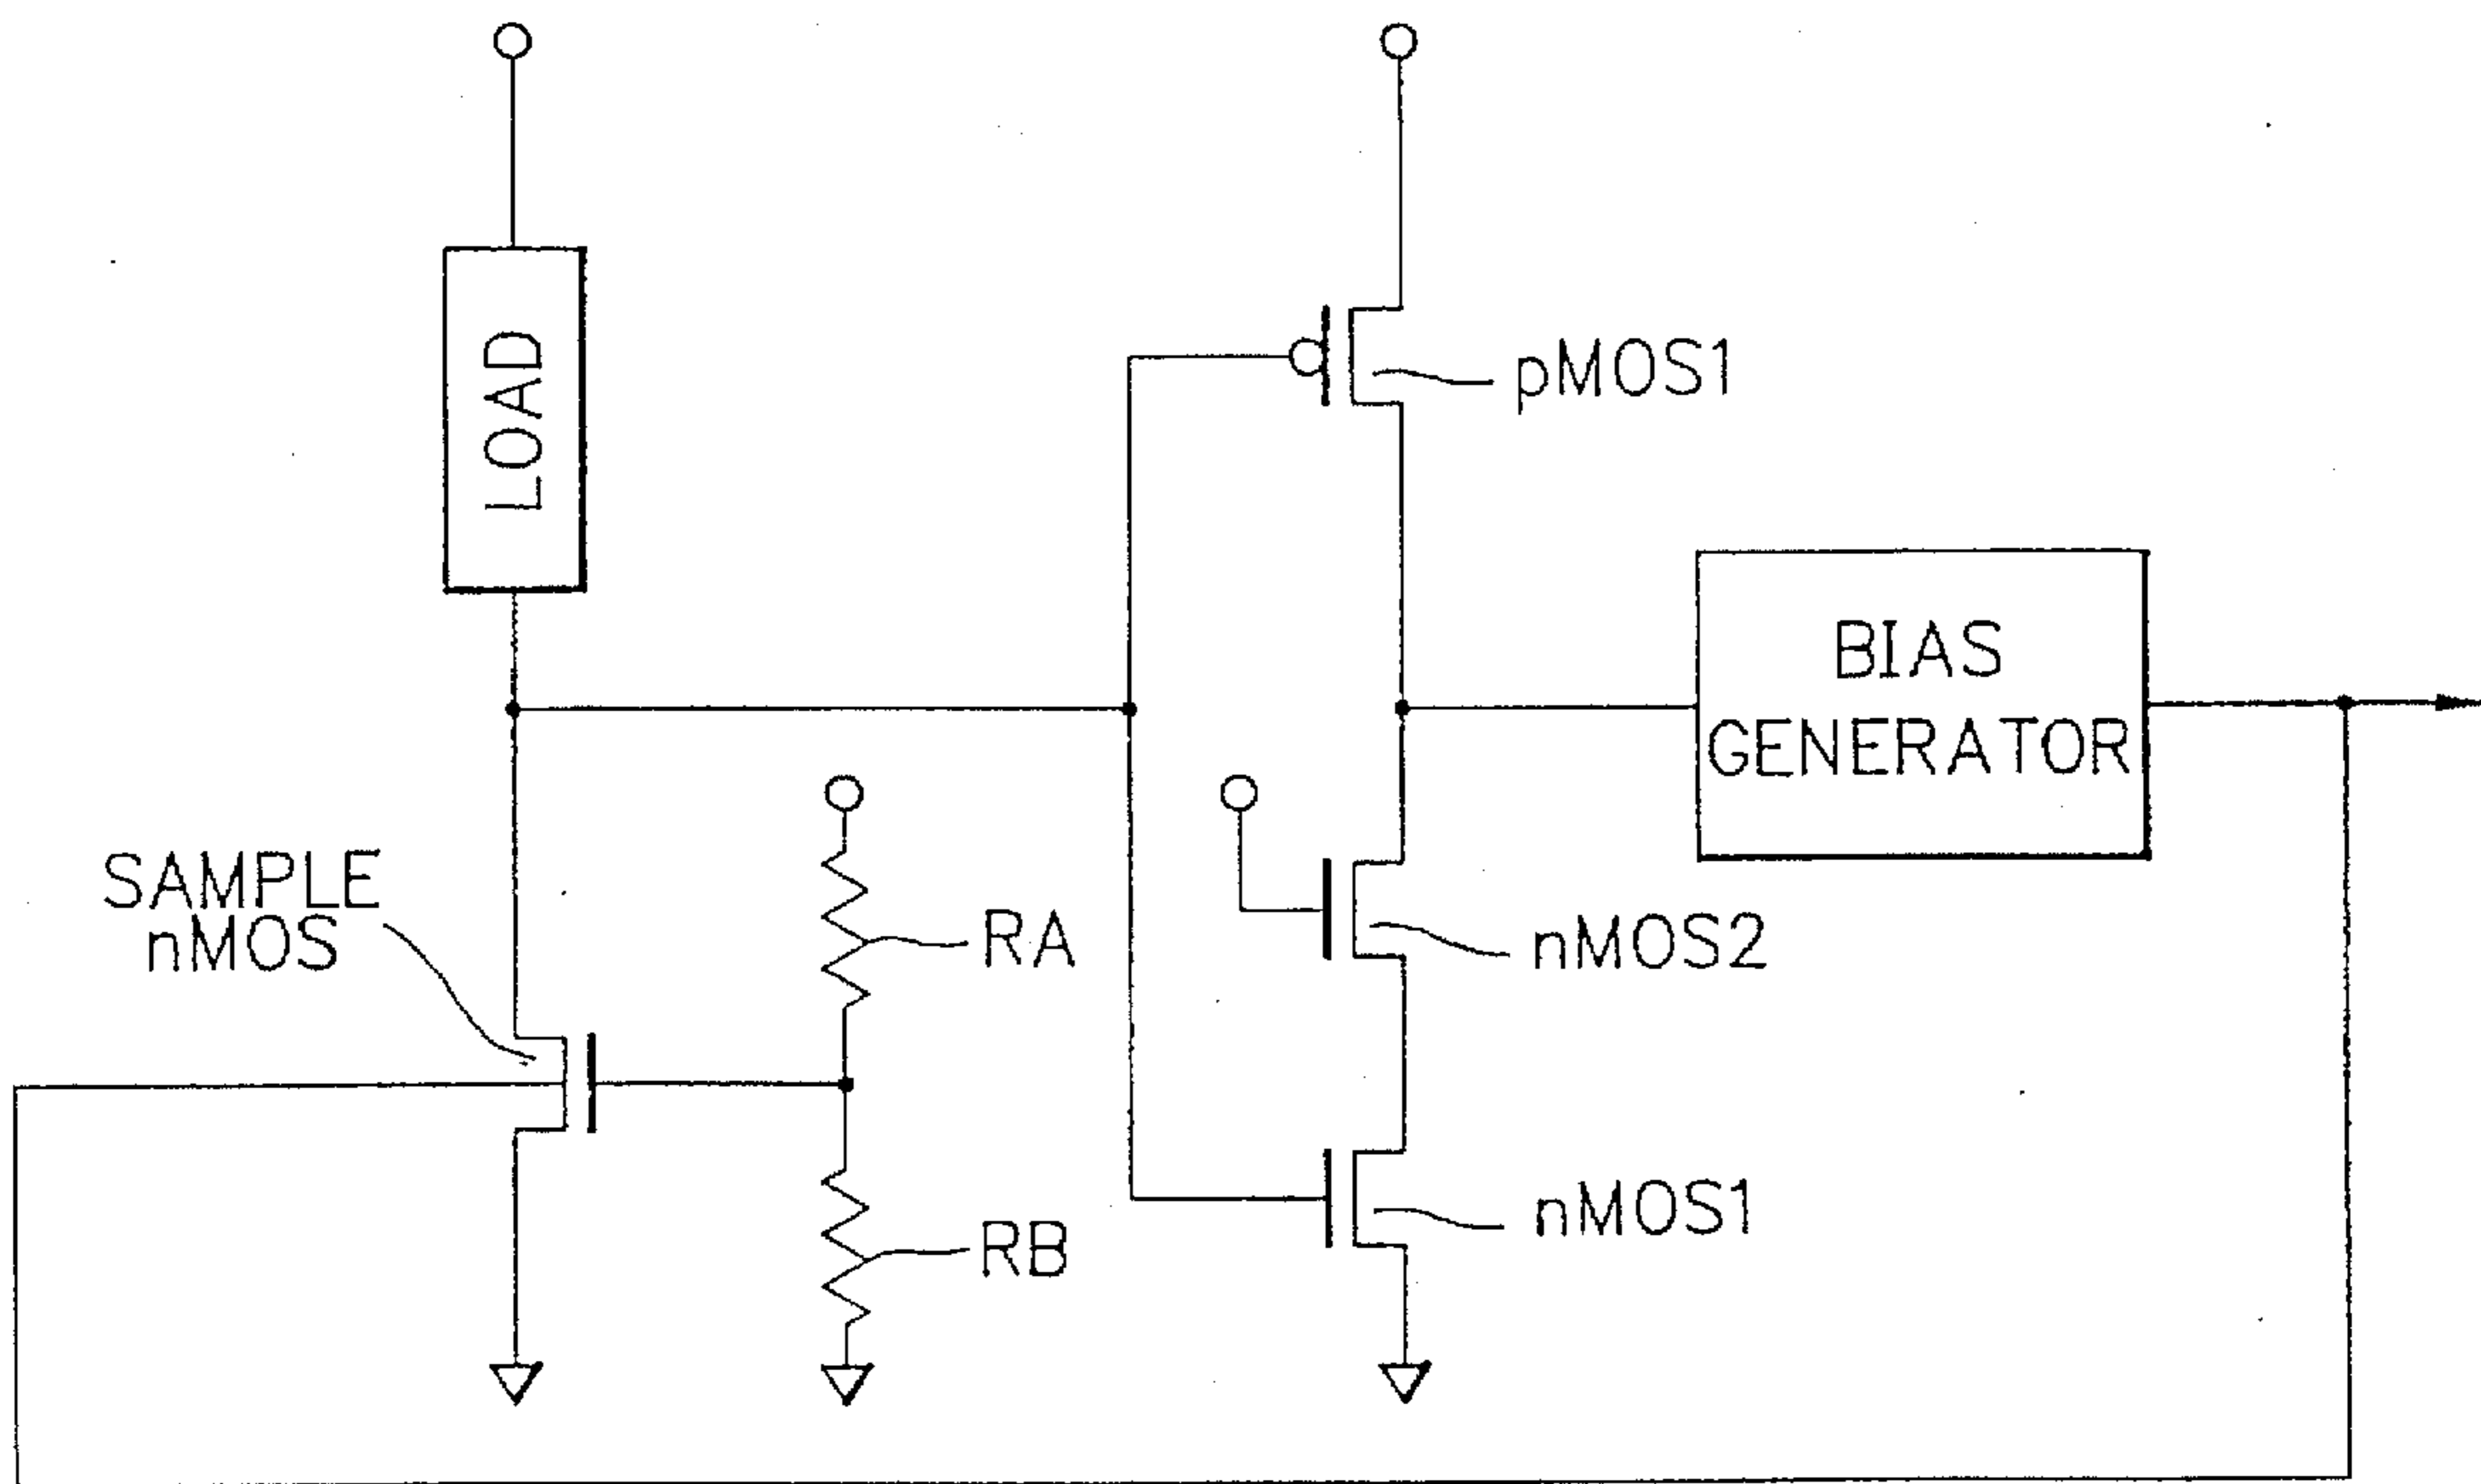 LOAD
pMOS1
BIAS
GENERATOR
SAMPLE
nMOS
RA
nMOS2
RB
nMOS1